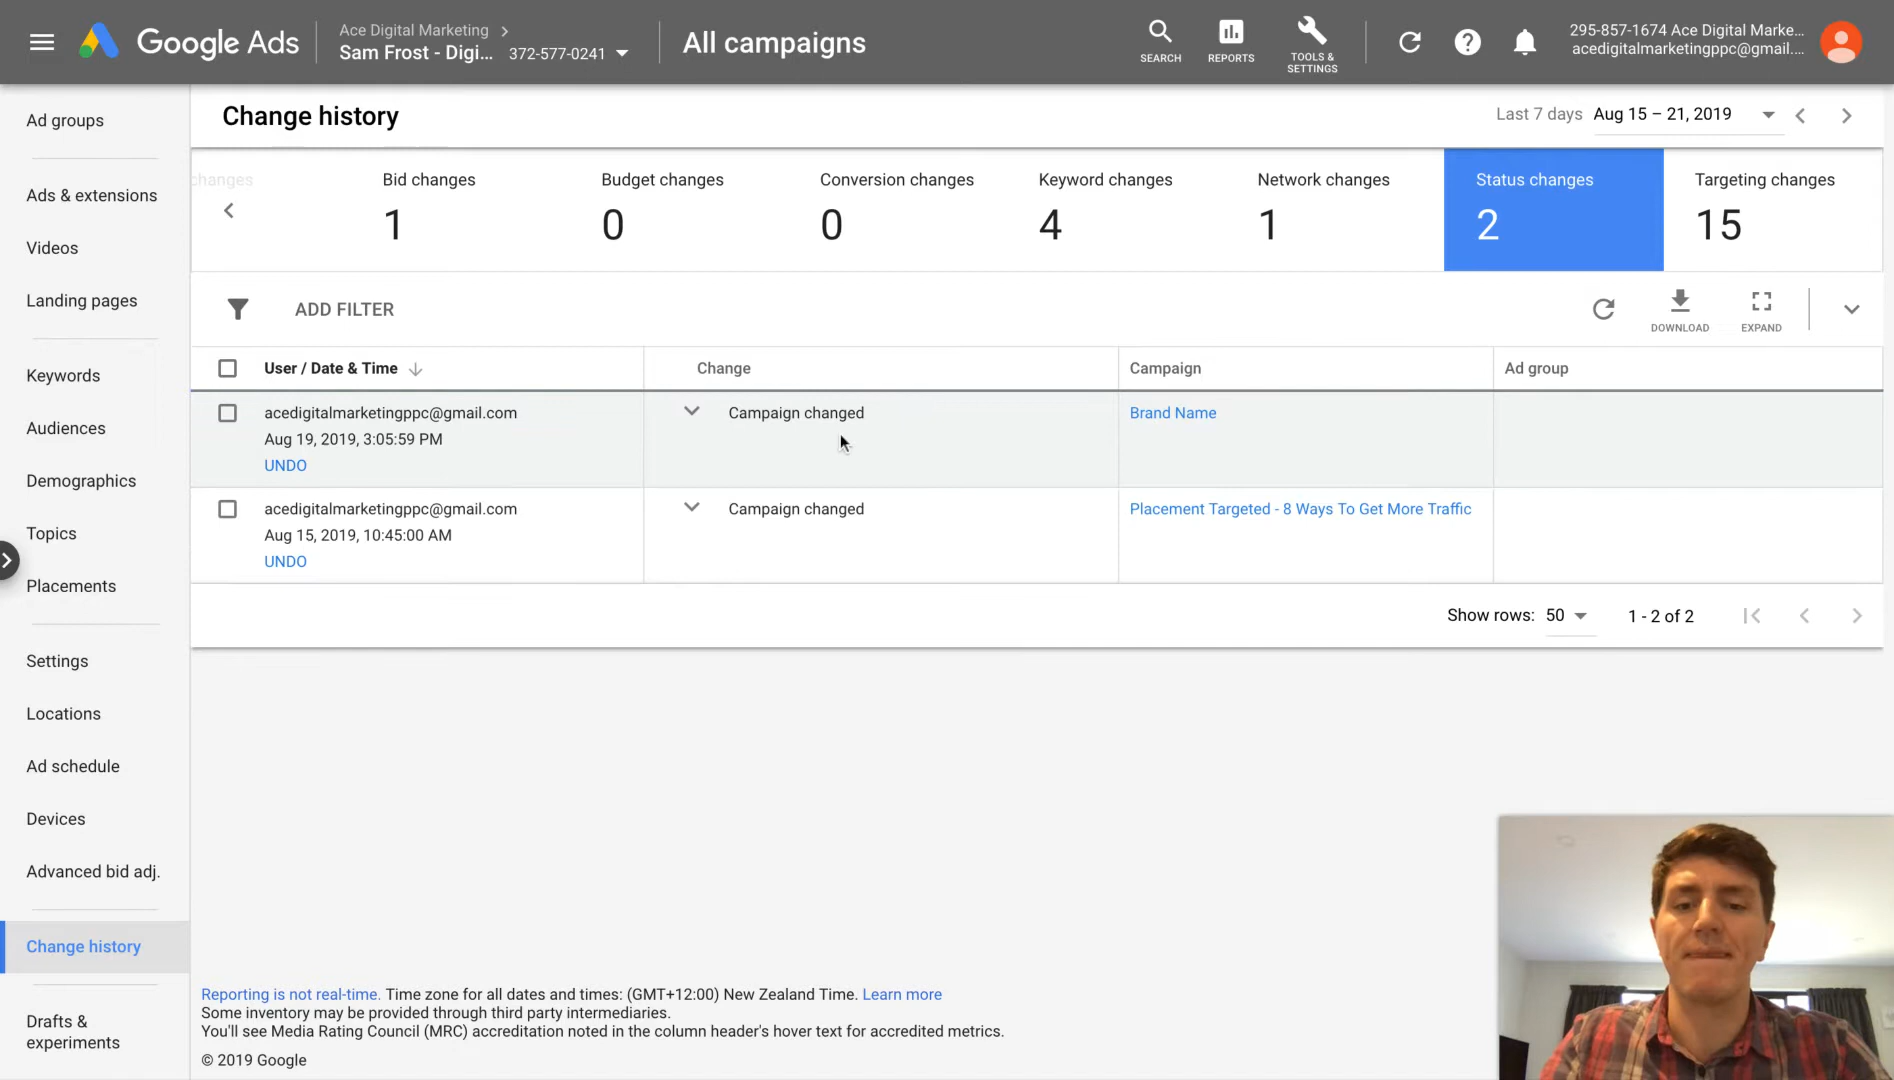 Google Ads
Ace Digital Marketing
Sam Frost - Digi... 372-577-0241
All campaigns
SEARCH
REPORTS
TOOLS &
SETTINGS
295-857-1674 Ace Digital Marke...
acedigitalmarketingppc@gmail....
Ad groups
Ads & extensions
Videos
Landing pages
Keywords
Audiences
Demographics
Topics
Placements
Settings
Locations
Ad schedule
Devices
Advanced bid adj.
Change history
Drafts &
experiments
Change history
Last 7 days Aug 15 – 21, 2019
changes
Bid changes
1
Budget changes
0
Conversion changes
0
Keyword changes
4
Network changes
1
Status changes
2
Targeting changes
15
ADD FILTER
DOWNLOAD
EXPAND
User / Date & Time
Change
Campaign
Ad group
acedigitalmarketingppc@gmail.com
Aug 19, 2019, 3:05:59 PM
UNDO
Campaign changed
Brand Name
acedigitalmarketingppc@gmail.com
Aug 15, 2019, 10:45:00 AM
UNDO
Campaign changed
Placement Targeted - 8 Ways To Get More Traffic
Show rows: 50
1 - 2 of 2
Reporting is not real-time. Time zone for all dates and times: (GMT+12:00) New Zealand Time. Learn more
Some inventory may be provided through third party intermediaries.
You'll see Media Rating Council (MRC) accreditation noted in the column header's hover text for accredited metrics.
© 2019 Google